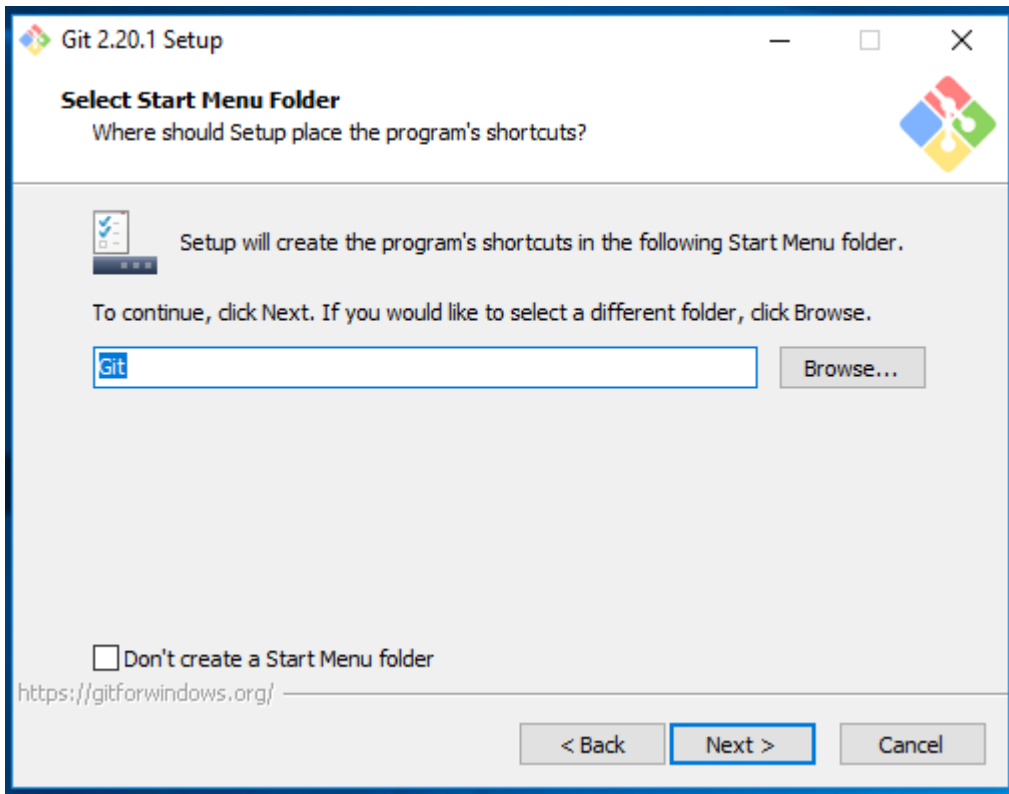 Git 2.20.1 Setup
Select Start Menu Folder
Where should Setup place the program's shortcuts?
Setup will create the program's shortcuts in the following Start Menu folder.
To continue, click Next. If you would like to select a different folder, click Browse.
Git
Browse...
Don't create a Start Menu folder
https://gitforwindows.org/
< Back
Next >
Cancel